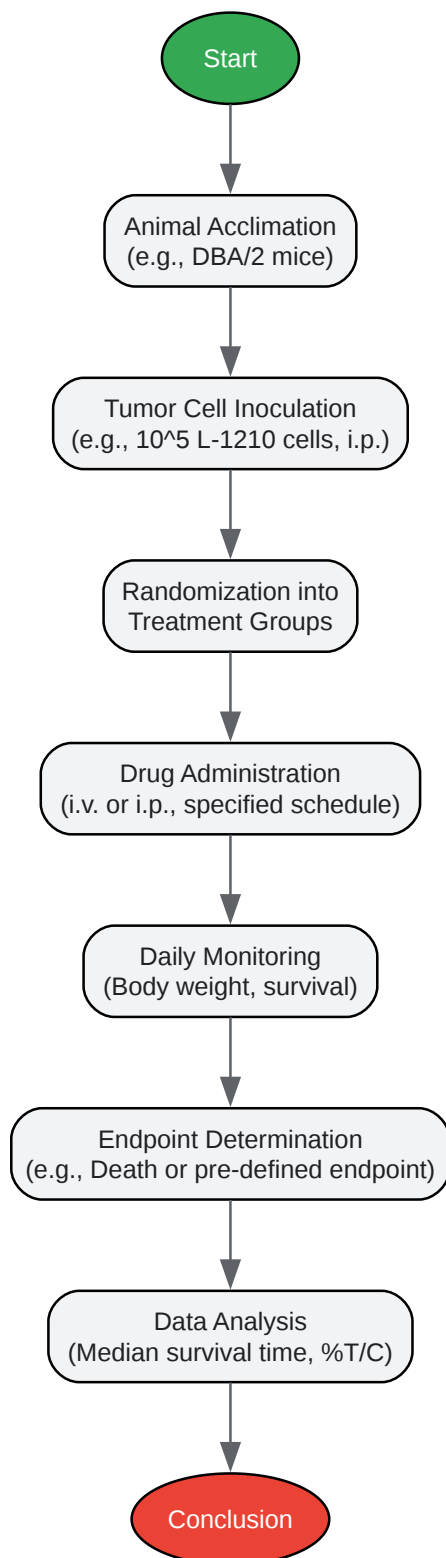 Start
Animal Acclimation
(e.g., DBA/2 mice)
Tumor Cell Inoculation
(e.g., 10^5 L-1210 cells, i.p.)
Randomization into
Treatment Groups
Drug Administration
(i.v. or i.p., specified schedule)
Daily Monitoring
(Body weight, survival)
Endpoint Determination
(e.g., Death or pre-defined endpoint)
Data Analysis
(Median survival time, %T/C)
Conclusion